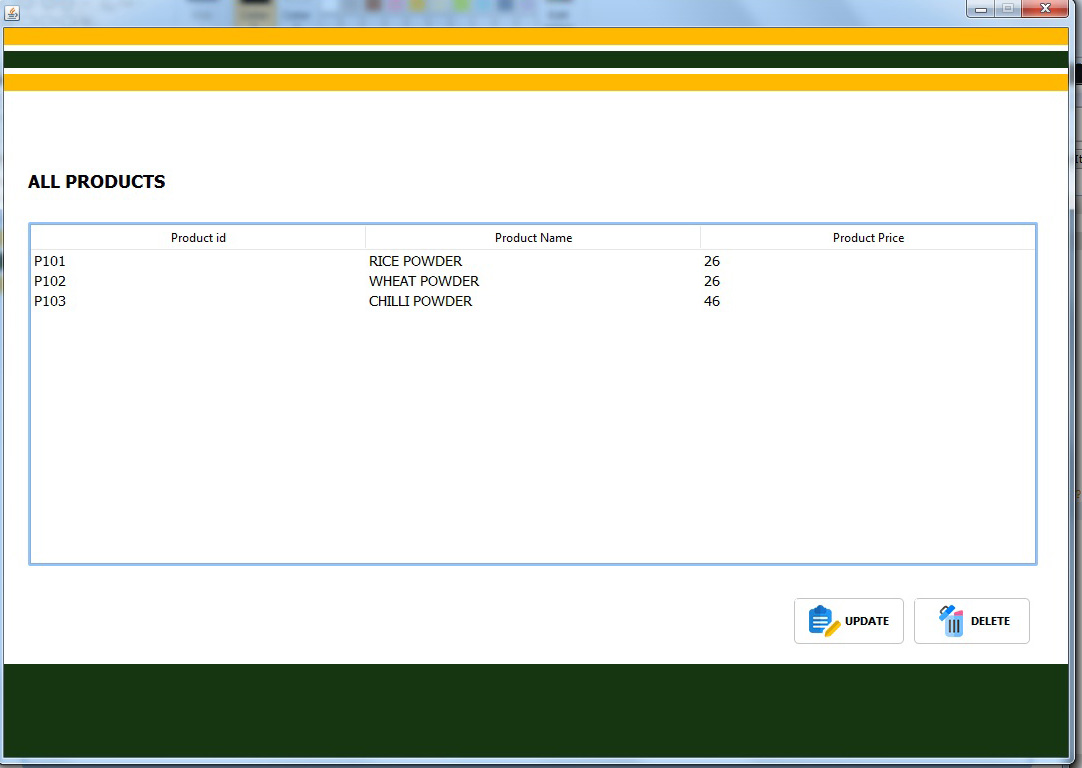 ALL PRODUCTS
Product id Product Name Product Price
P101 RICE POWDER 26
P102 WHEAT POWDER 26
P103 CHILLI POWDER 46
UPDATE DELETE